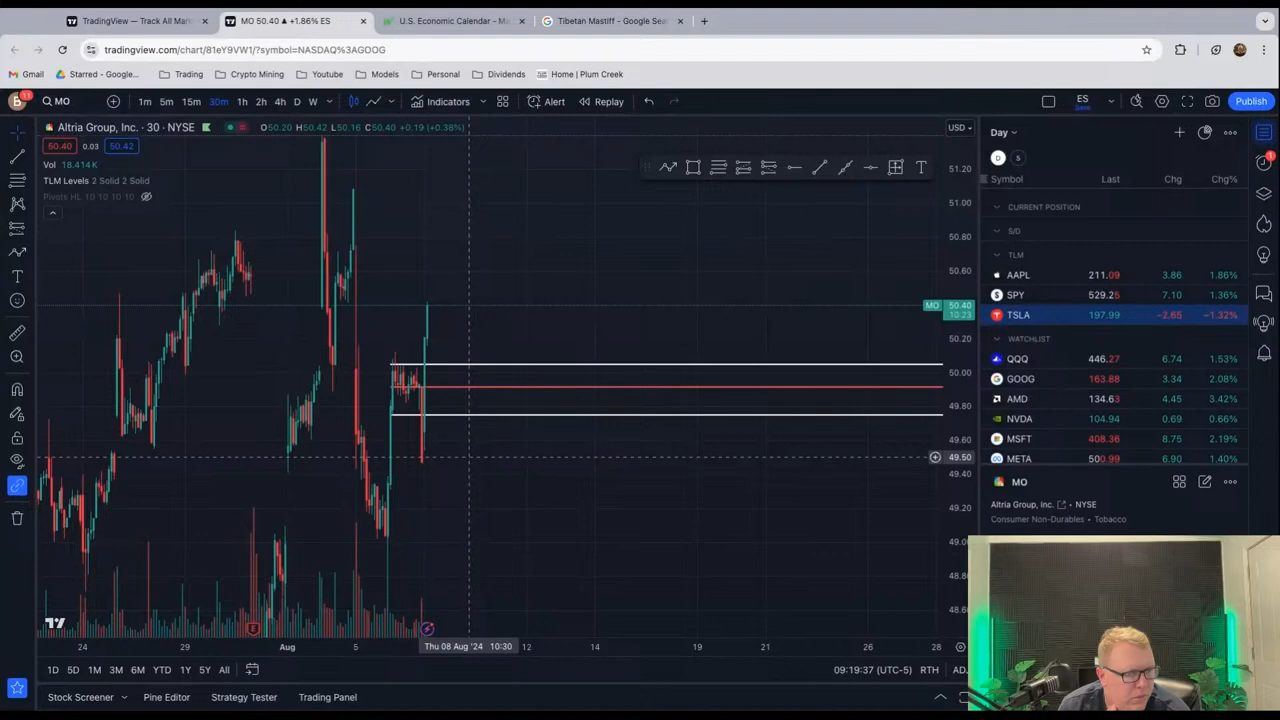 TradingView — Track All Mar
MO 50.40 ▲ +1.86% ES
U.S. Economic Calendar - M
Tibetan Mastiff - Google Sea
tradingview.com/chart/81eY9VW1/?symbol=NASDAQ%3AGOOG
Gmail Starred - Google... Trading Crypto Mining Youtube Models Personal Dividends Home | Plum Creek
B 11 MO 1m 5m 15m 30m 1h 2h 4h D W Indicators Alert Replay ES Save Publish
Altria Group, Inc. · 30 · NYSE O50.20 H50.42 L50.16 C50.40 +0.19 (+0.38%) USD
50.40 0.03 50.42
Vol 18.414K
TLM Levels 2 Solid 2 Solid
Pivots HL 10 10 10 10
51.20
51.00
50.80
50.60
MO 50.40
10:23
50.20
50.00
49.80
49.60
49.50
49.40
49.20
49.00
48.80
48.60
E
24 29 Aug 5 Thu 08 Aug '24 10:30 12 14 19 21 26 28
1D 5D 1M 3M 6M YTD 1Y 5Y All 09:19:37 (UTC-5) RTH ADJ
Stock Screener Pine Editor Strategy Tester Trading Panel
Day
D S
Symbol Last Chg Chg%
CURRENT POSITION
S/D
TLM
AAPL 211.09 3.86 1.86%
SPY 529.25 7.10 1.36%
TSLA 197.99 −2.65 −1.32%
WATCHLIST
QQQ 446.27 6.74 1.53%
GOOG 163.88 3.34 2.08%
AMD 134.63 4.45 3.42%
NVDA 104.94 0.69 0.66%
MSFT 408.36 8.75 2.19%
META 500.99 6.90 1.40%
MO
Altria Group, Inc. · NYSE
Consumer Non-Durables · Tobacco